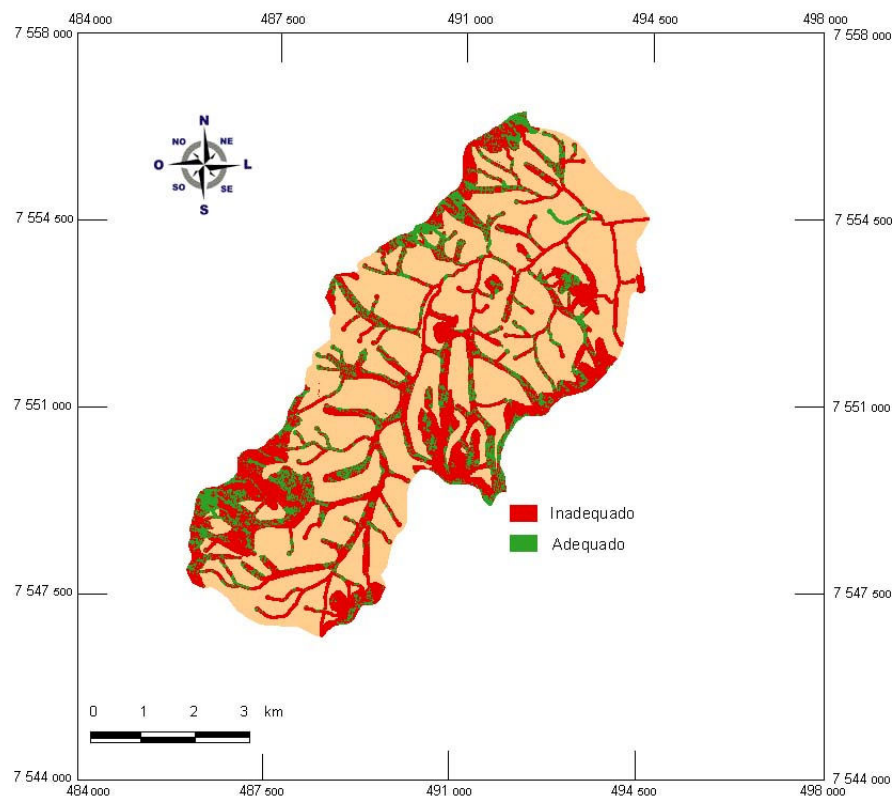 484 000 487 500 491 000 494 500 498 000
7 558 000 7 558 000
N
NO NE
O L
SO SE
S
7 554 500 7 554 500
7 551 000 7 551 000
Inadequado
Adequado
7 547 500 7 547 500
0 1 2 3 km
7 544 000 7 544 000
484 000 487 500 491 000 494 500 498 000